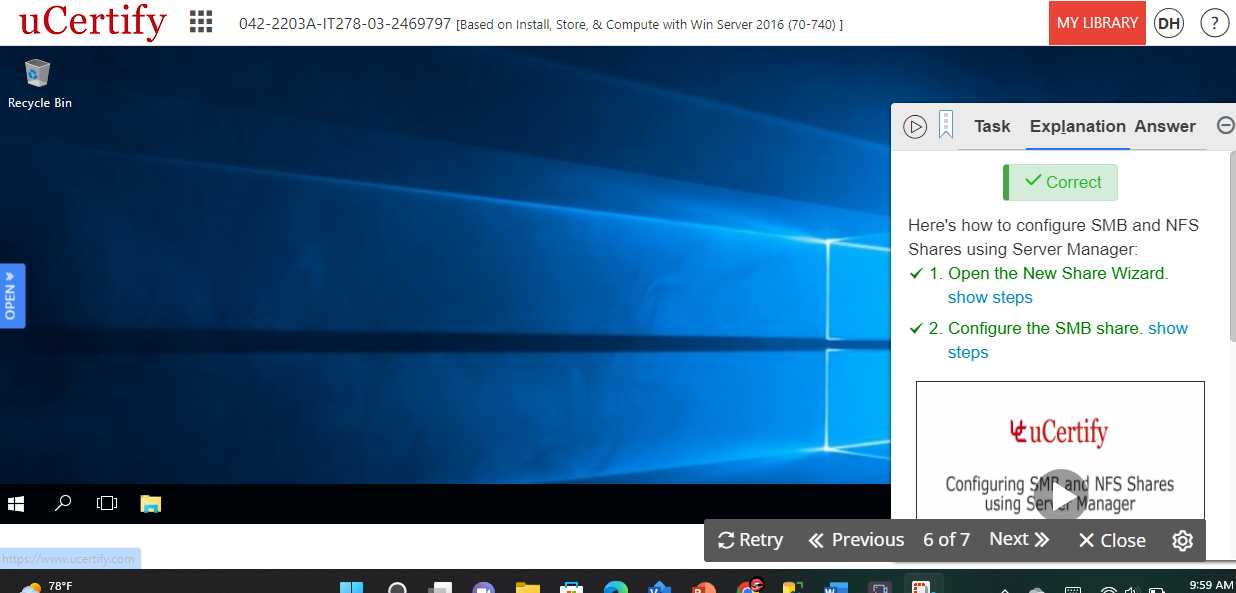 uCertify
042-2203A-IT278-03-2469797 [Based on Install, Store, & Compute with Win Server 2016 (70-740) ]
MY LIBRARY
DH
?
Recycle Bin
OPEN
Task Explanation Answer
Correct
Here's how to configure SMB and NFS
Shares using Server Manager:
1. Open the New Share Wizard.
show steps
2. Configure the SMB share. show
steps
uCertify
Configuring SMB and NFS Shares
using Server Manager
Retry Previous 6 of 7 Next Close
https://www.ucertify.com
78°F
9:59 AM